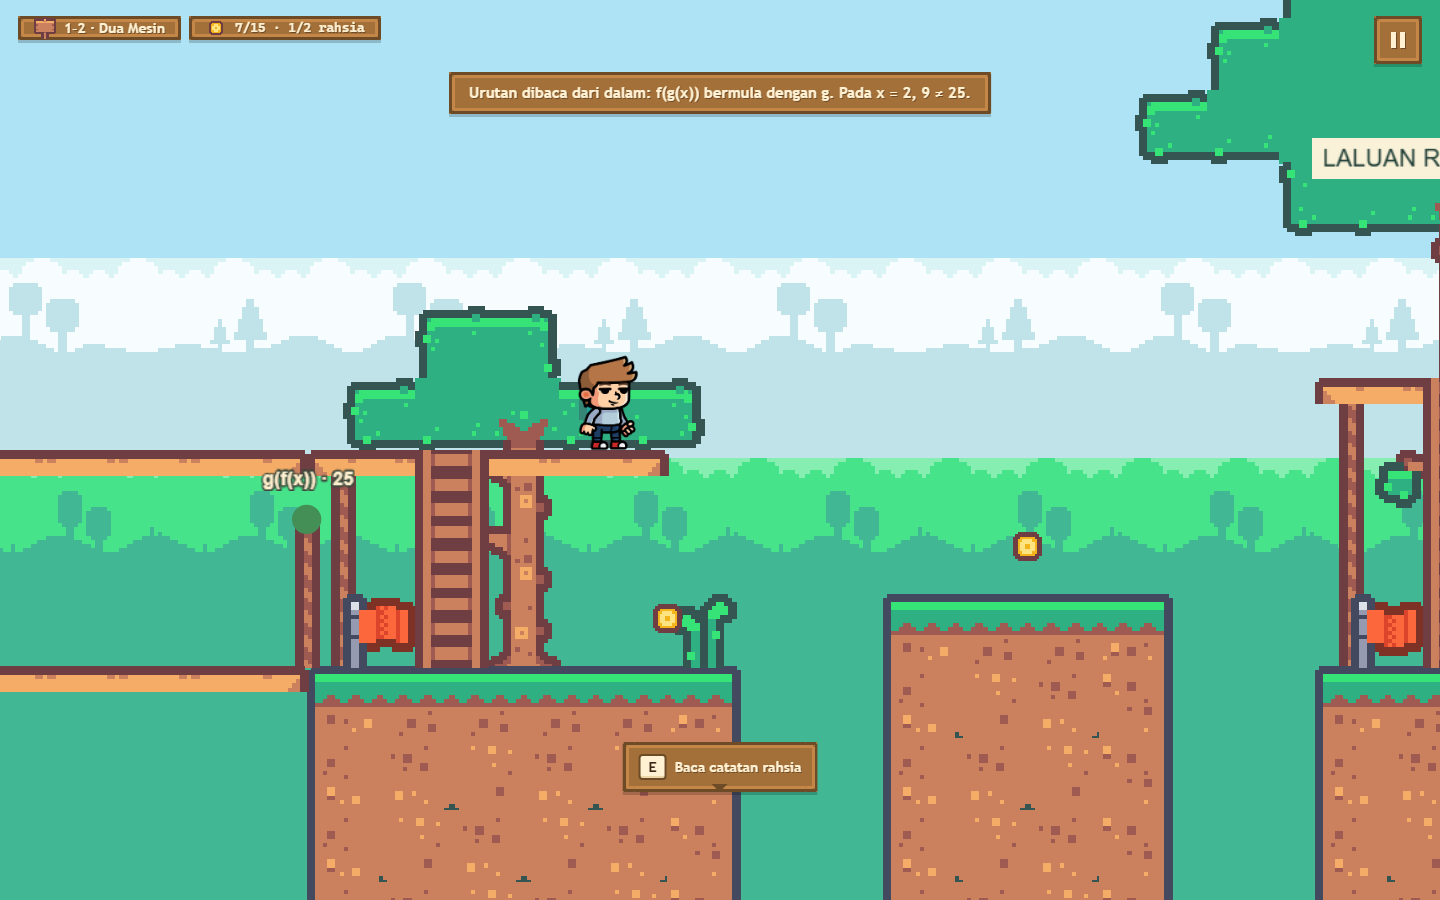 1-2 · Dua Mesin
7/15 · 1/2 rahsia
Urutan dibaca dari dalam: f(g(x)) bermula dengan g. Pada x = 2, 9 ≠ 25.
LALUAN R
g(f(x)) · 25
E Baca catatan rahsia